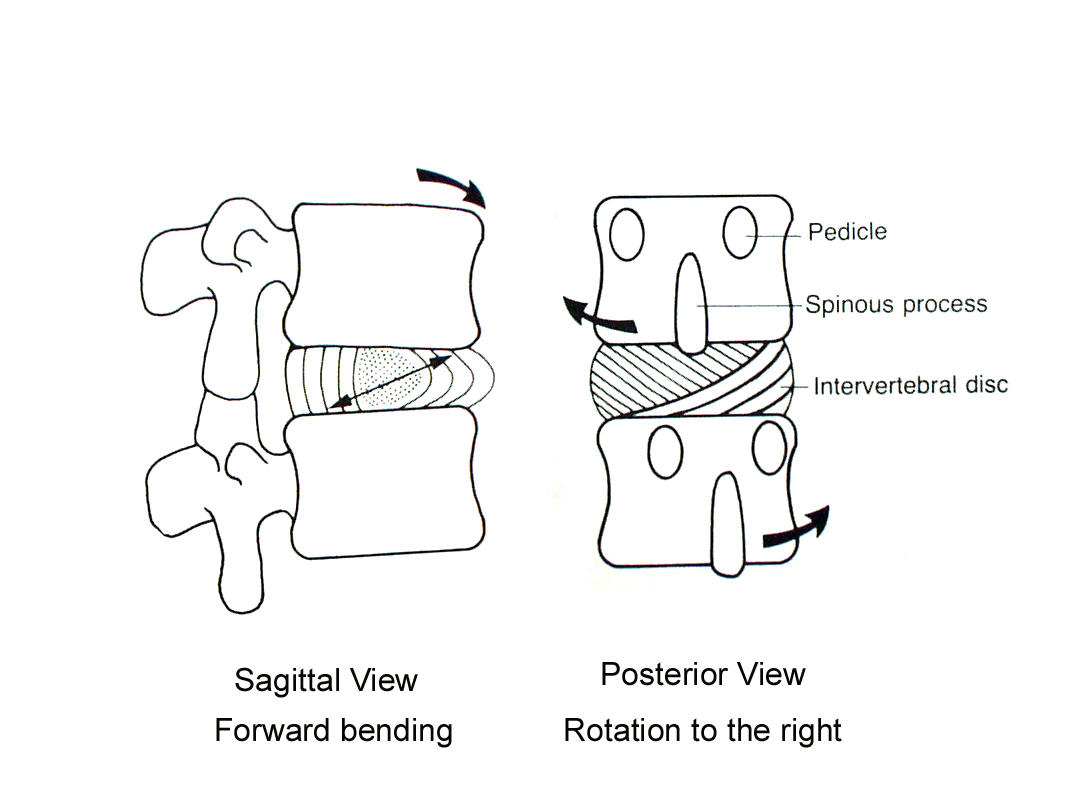 Pedicle
Spinous process
Intervertebral disc
Sagittal View
Forward bending
Posterior View
Rotation to the right